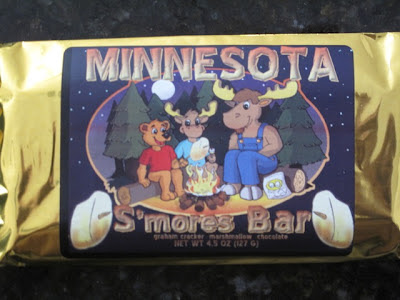 MINNESOTA
S'mores Bar
graham cracker marshmallow chocolate
NET WT 4.5 OZ (127 G)